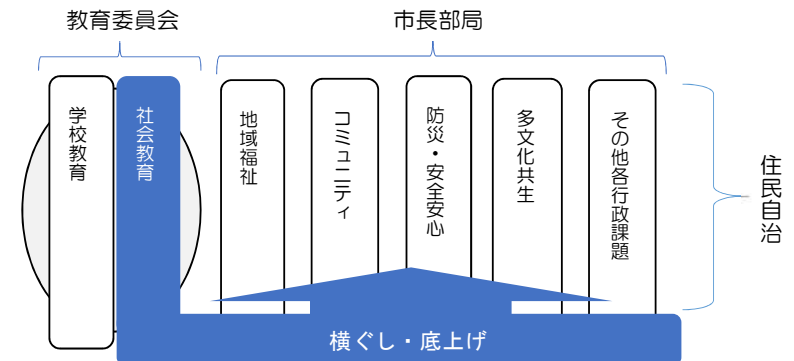 教育委員会
市長部局
学校教育
社会教育
地域福祉
コミュニティ
防災・安全安心
多文化共生
その他各行政課題
住民自治
横ぐし・底上げ